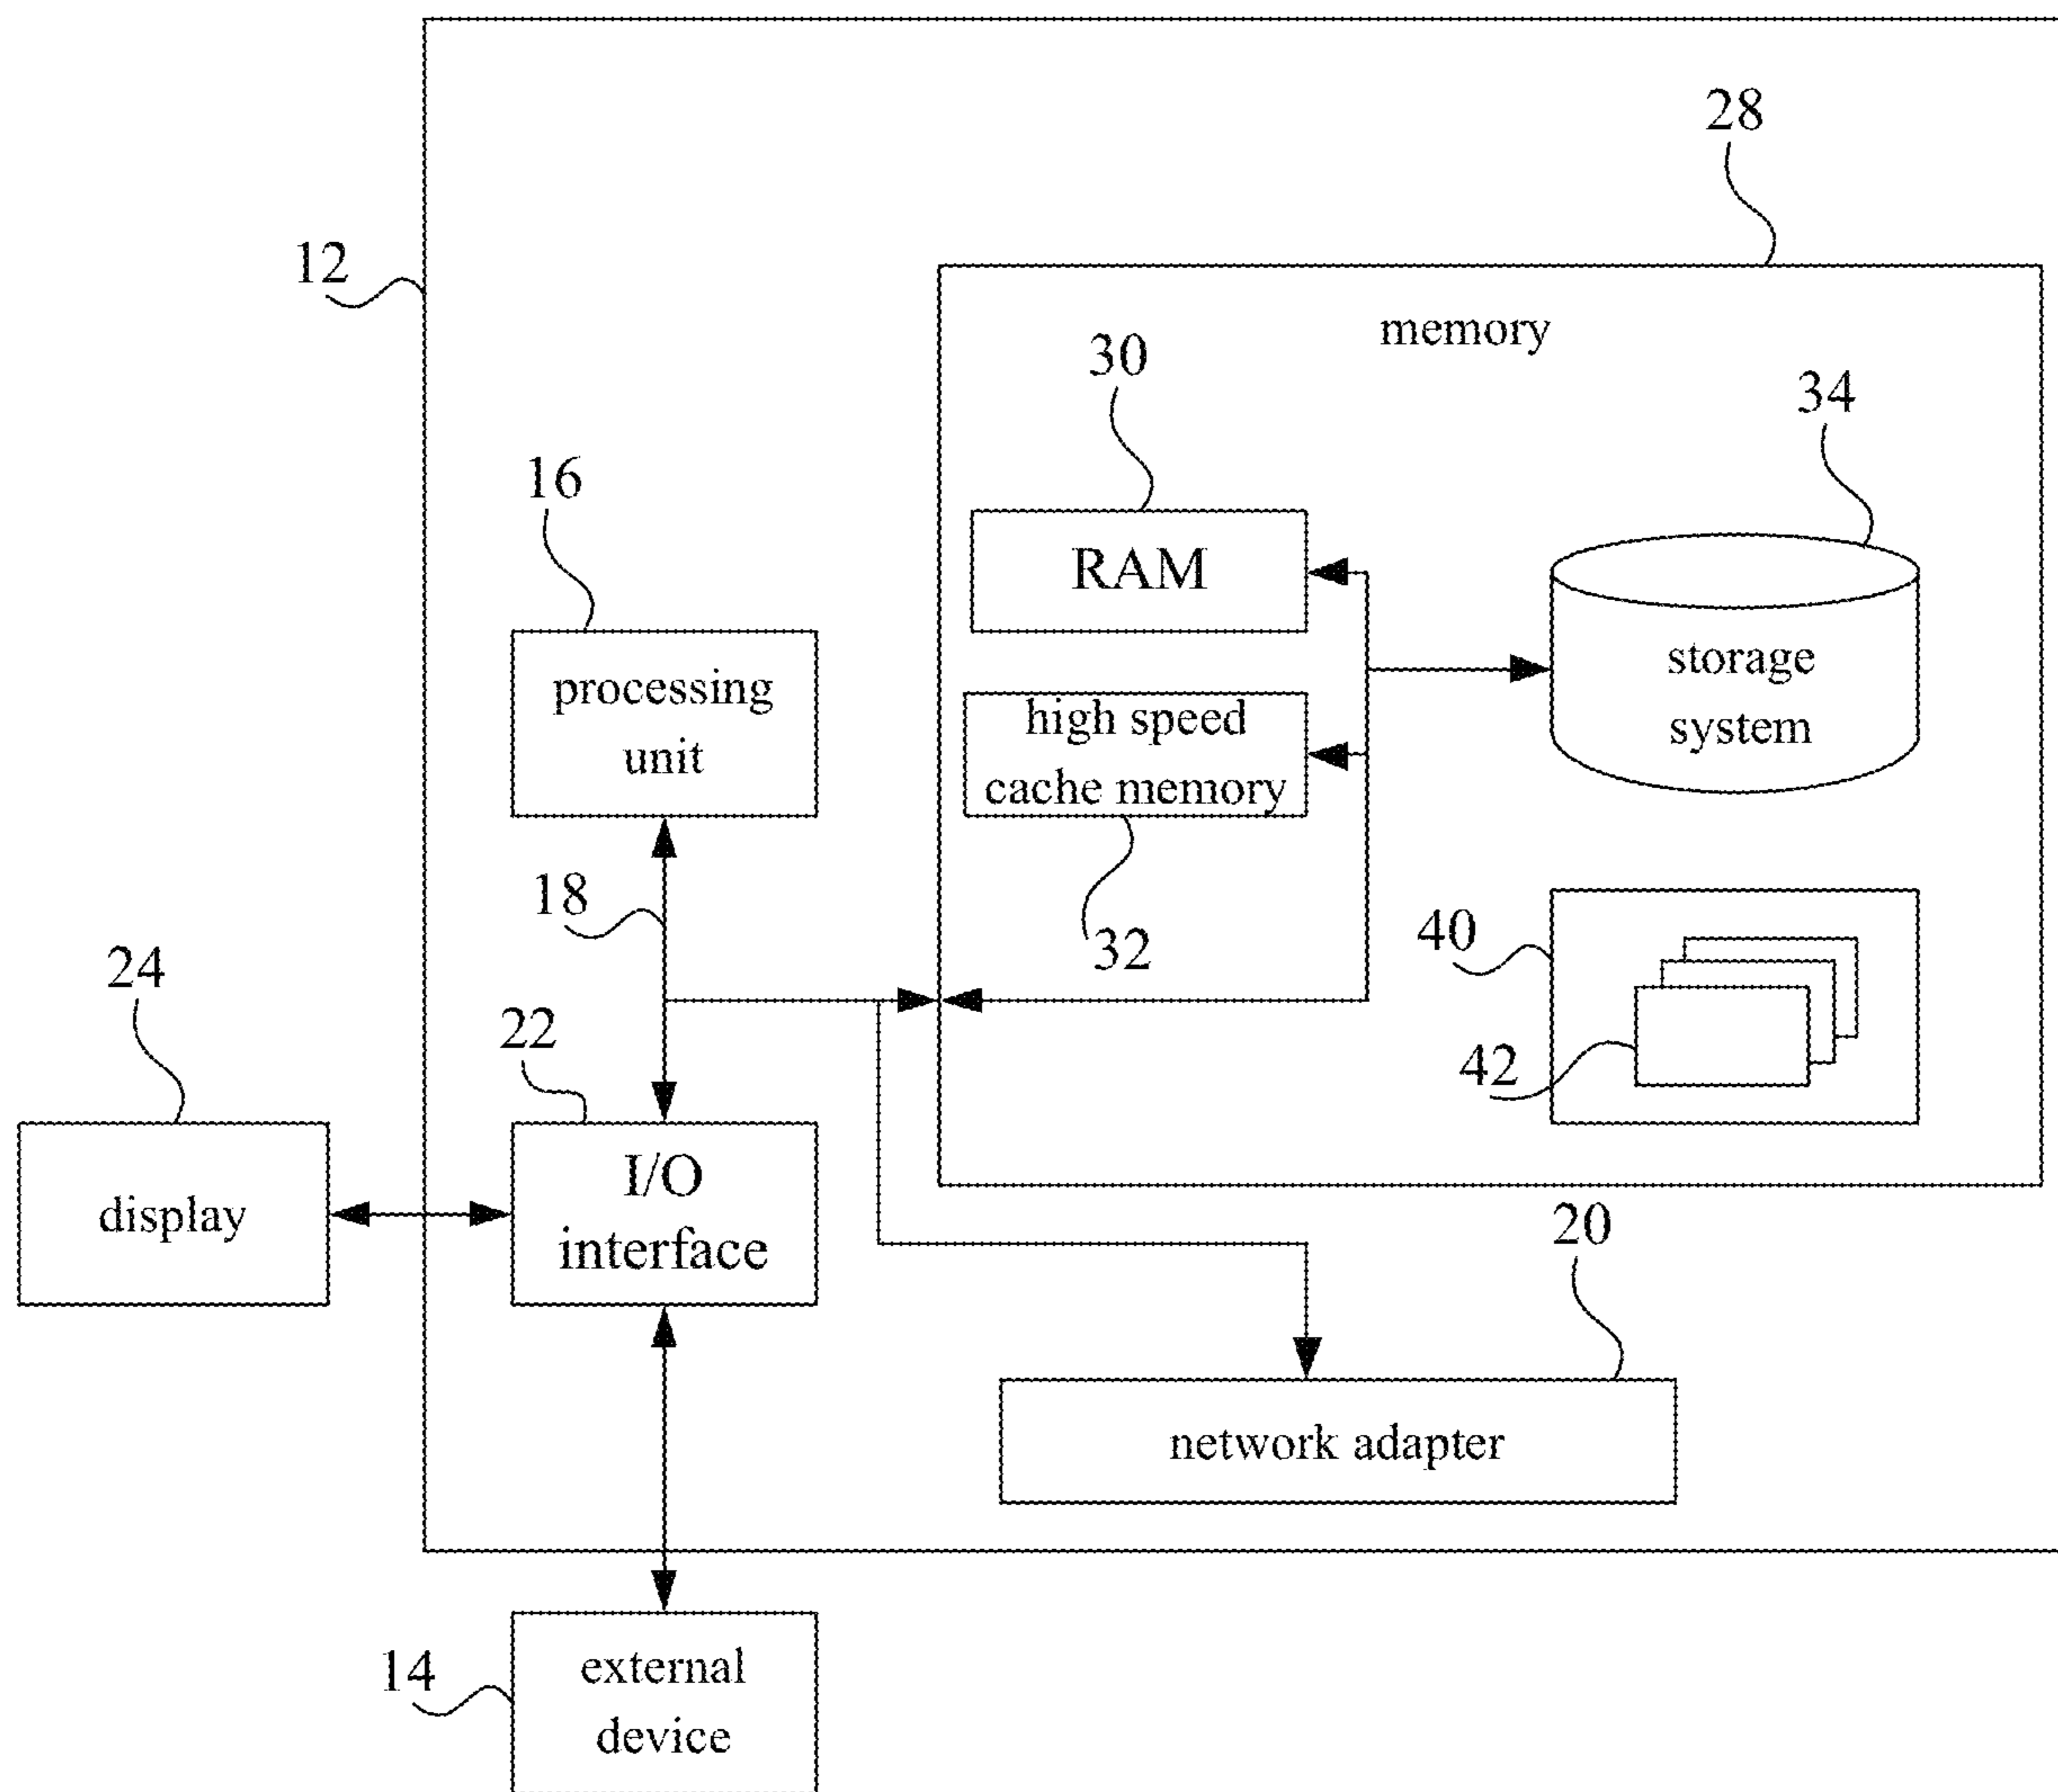 28
12
memory
30
34
16
RAM
storage
system
processing
unit
high speed
cache memory
18
32
40
24
22
42
I/O
interface
display
20
network adapter
14
external
device